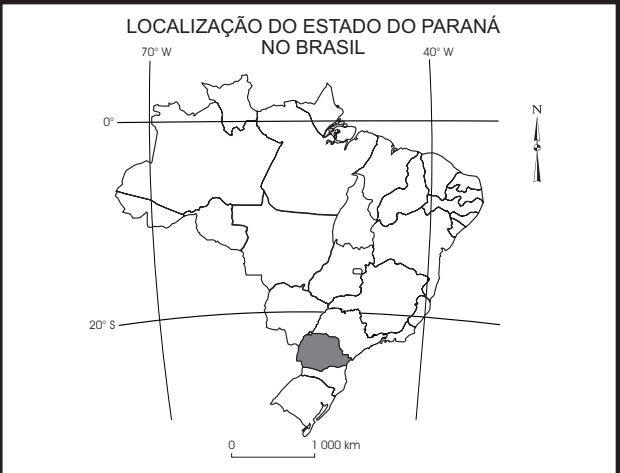 LOCALIZAÇÃO DO ESTADO DO PARANÁ
NO BRASIL
70° W
40° W
N
0°
20° S
0
1 000 km